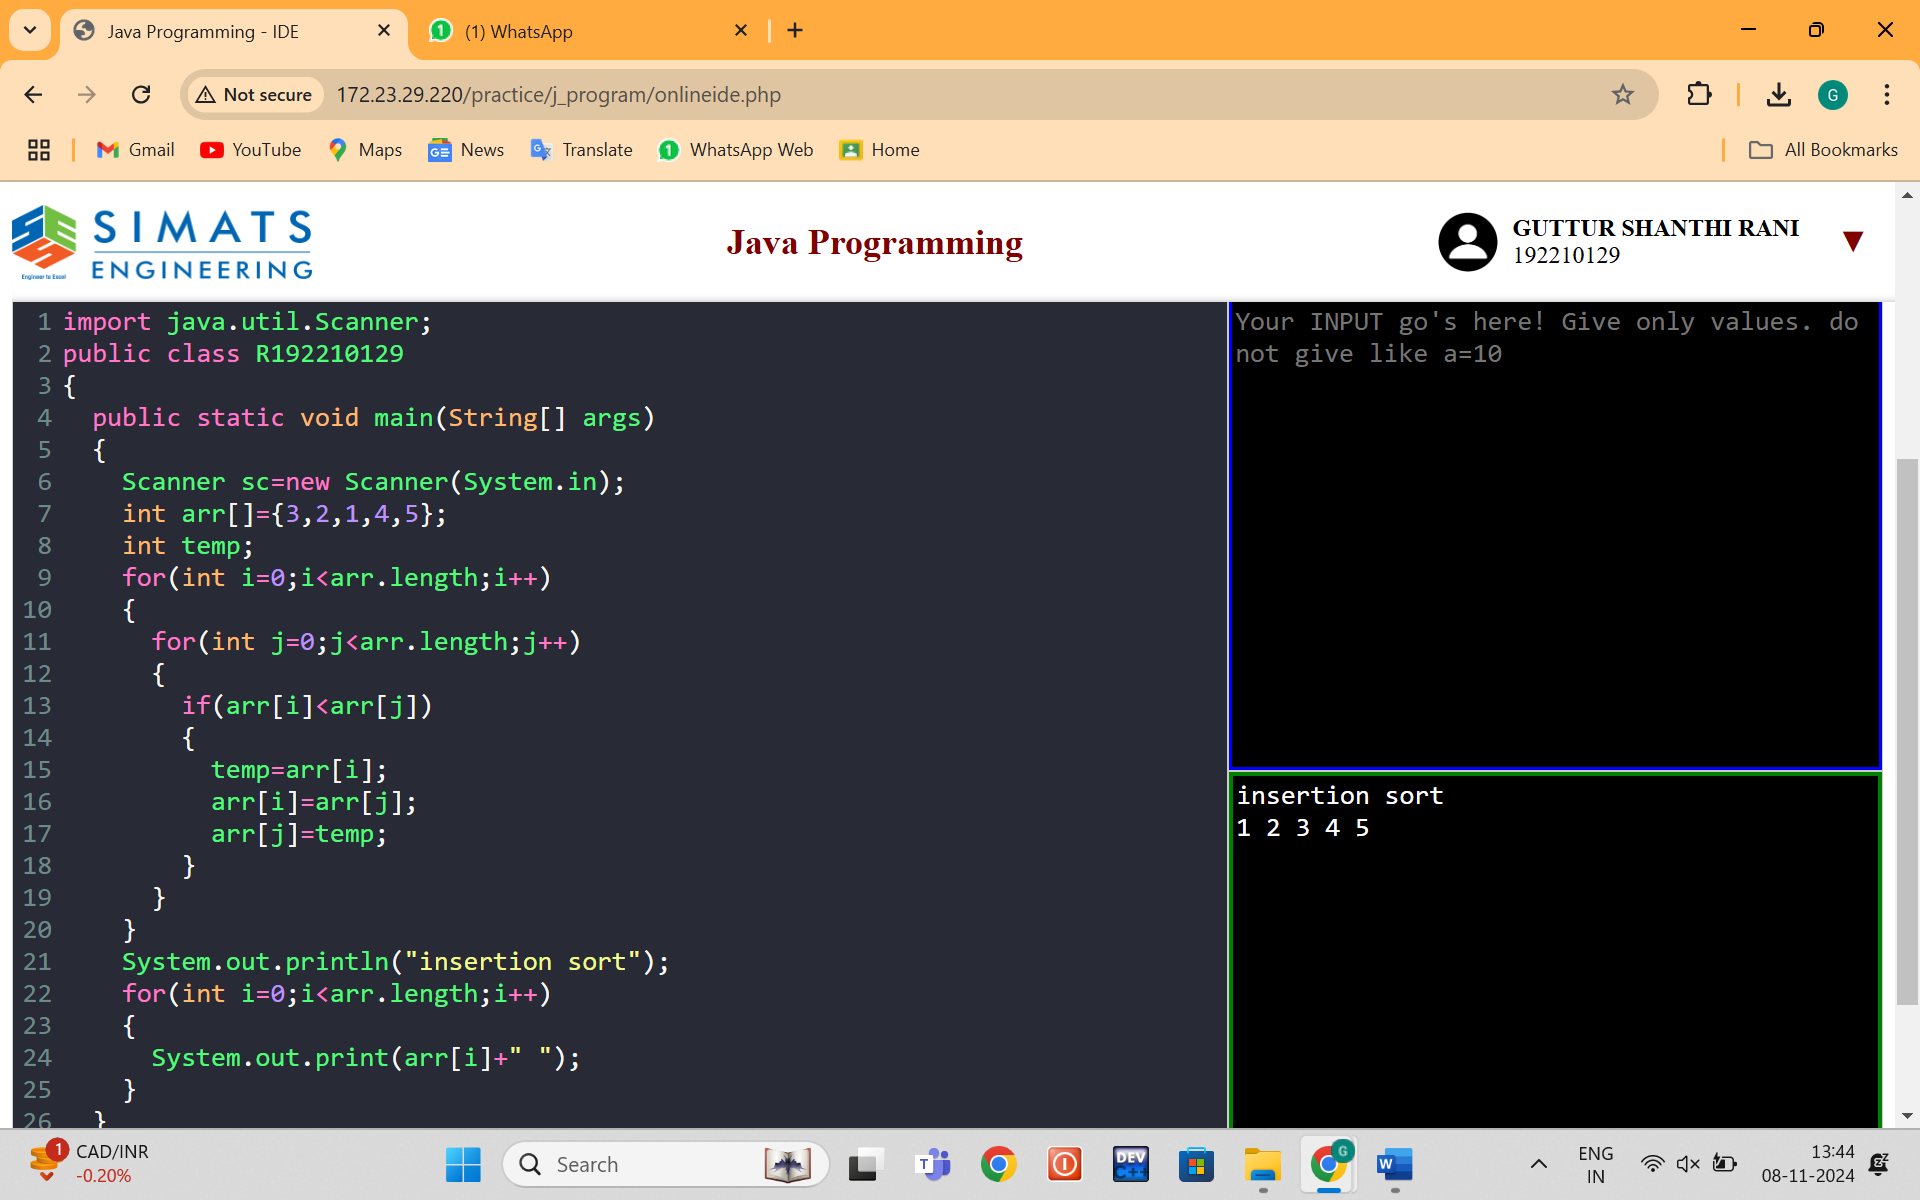 Java Programming - IDE
(1) WhatsApp
Not secure
172.23.29.220/practice/j_program/onlineide.php
G
Gmail
YouTube
Maps
News
Translate
WhatsApp Web
Home
All Bookmarks
SIMATS
ENGINEERING
Engineer to Excel
Java Programming
GUTTUR SHANTHI RANI
192210129
1 import java.util.Scanner;
2 public class R192210129
3 {
4 public static void main(String[] args)
5 {
6 Scanner sc=new Scanner(System.in);
7 int arr[]={3,2,1,4,5};
8 int temp;
9 for(int i=0;i<arr.length;i++)
10 {
11 for(int j=0;j<arr.length;j++)
12 {
13 if(arr[i]<arr[j])
14 {
15 temp=arr[i];
16 arr[i]=arr[j];
17 arr[j]=temp;
18 }
19 }
20 }
21 System.out.println("insertion sort");
22 for(int i=0;i<arr.length;i++)
23 {
24 System.out.print(arr[i]+" ");
25 }
26 }
Your INPUT go's here! Give only values. do
not give like a=10
insertion sort
1 2 3 4 5
1
CAD/INR
-0.20%
Search
DEV
C++
G
W
ENG
IN
13:44
08-11-2024